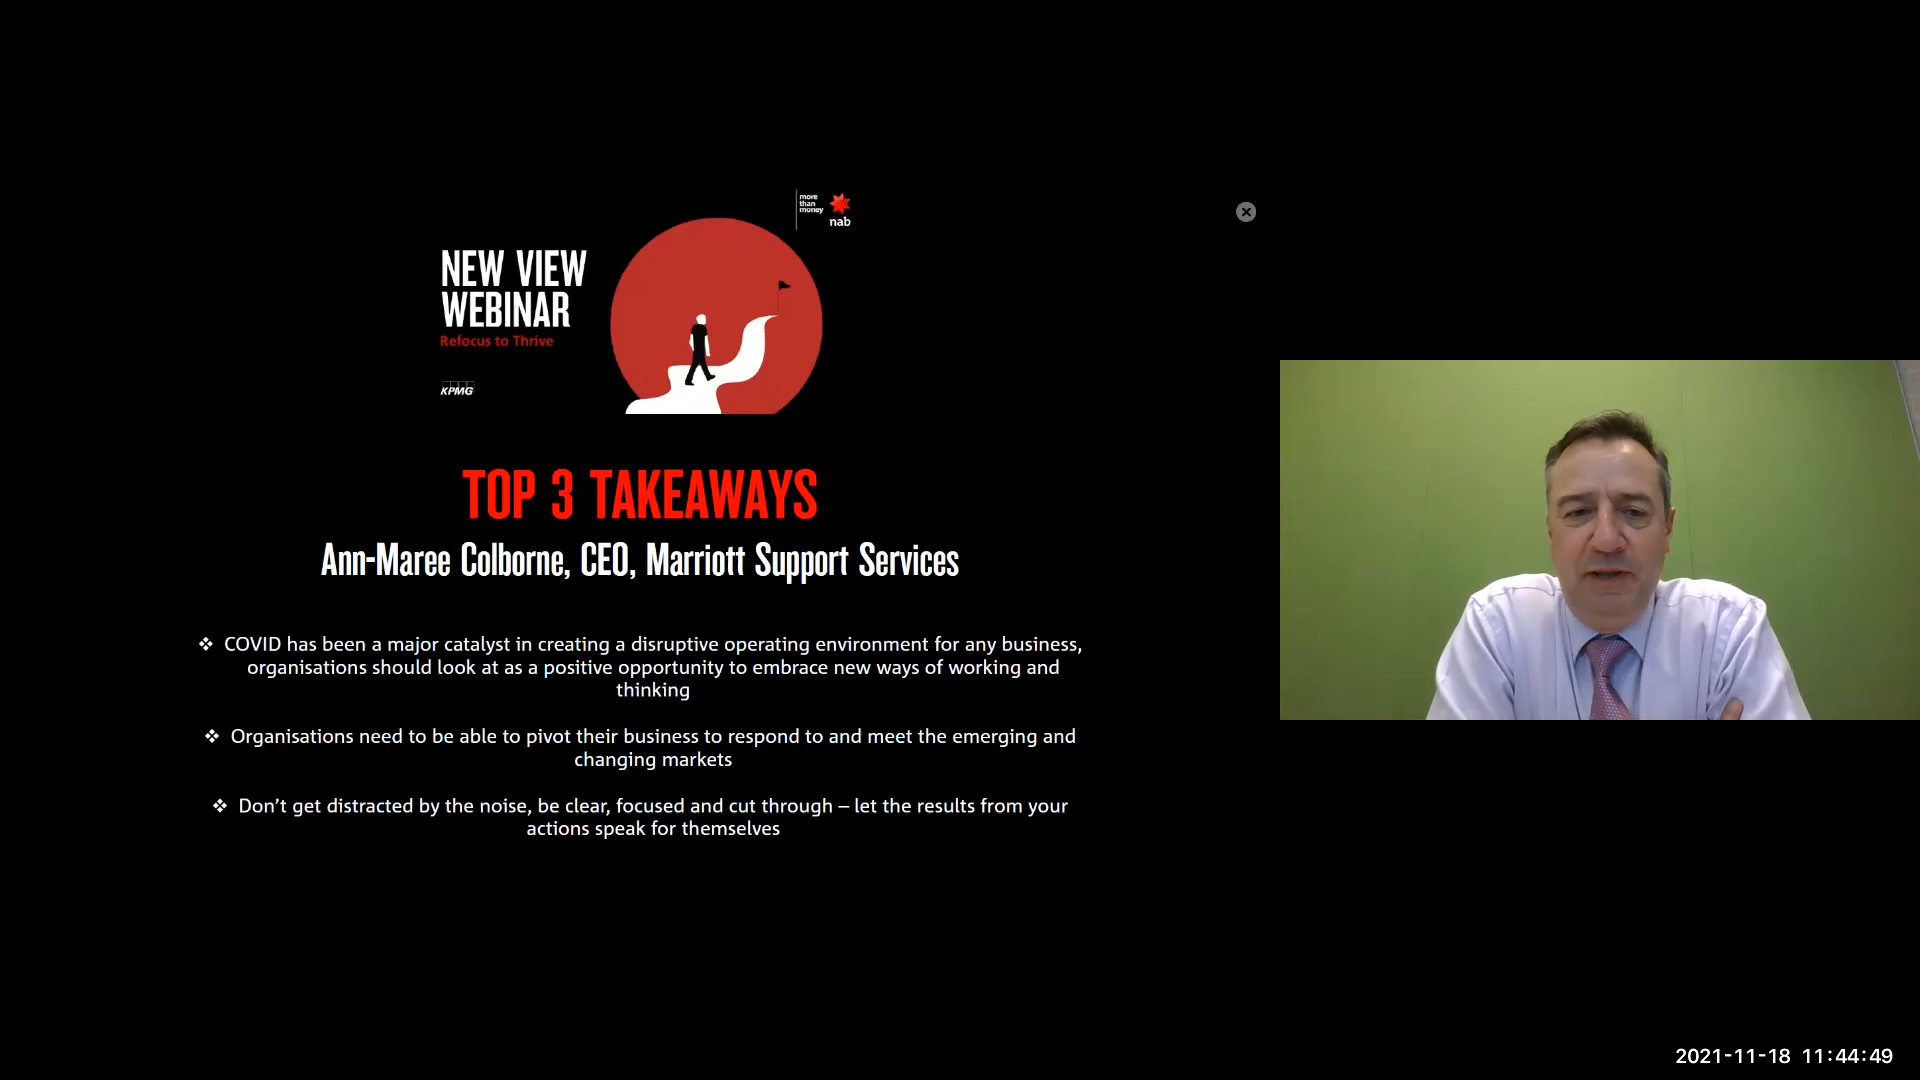 more
than
money
nab
NEW VIEW
WEBINAR
Refocus to Thrive
KPMG
TOP 3 TAKEAWAYS
Ann-Maree Colborne, CEO, Marriott Support Services
❖ COVID has been a major catalyst in creating a disruptive operating environment for any business,
organisations should look at as a positive opportunity to embrace new ways of working and
thinking
❖ Organisations need to be able to pivot their business to respond to and meet the emerging and
changing markets
❖ Don’t get distracted by the noise, be clear, focused and cut through – let the results from your
actions speak for themselves
2021-11-18 11:44:49